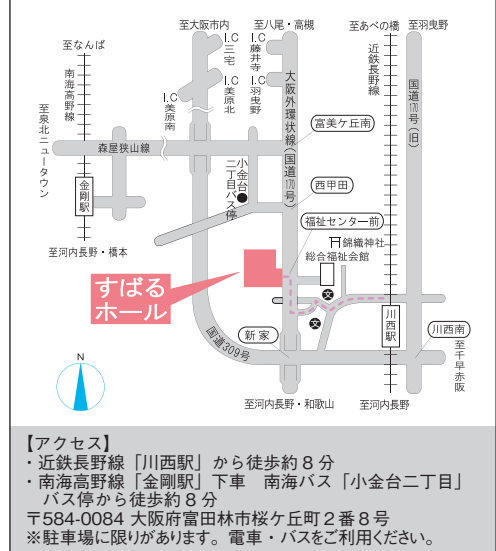 至大阪市内
至八尾・高槻
至あべの橋
至羽曳野
至なんば
I.C三宅
I.C藤井寺
近鉄長野線
南海高野線
I.C美原北
I.C羽曳野
大阪外環状線(国道170号)
国道170号(旧)
I.C美原南
至泉北ニュータウン
富美ケ丘南
森屋狭山線
小金台二丁目バス停
金剛駅
西甲田
福祉センター前
錦織神社
総合福祉会館
至河内長野・橋本
すばる
ホール
文
文
川西駅
新家
川西南
国道309号
至千早赤阪
N
至河内長野・和歌山
至河内長野
【アクセス】
・近鉄長野線「川西駅」から徒歩約8分
・南海高野線「金剛駅」下車 南海バス「小金台二丁目」
バス停から徒歩約8分
〒584-0084 大阪府富田林市桜ケ丘町2番8号
※駐車場に限りがあります。電車・バスをご利用ください。